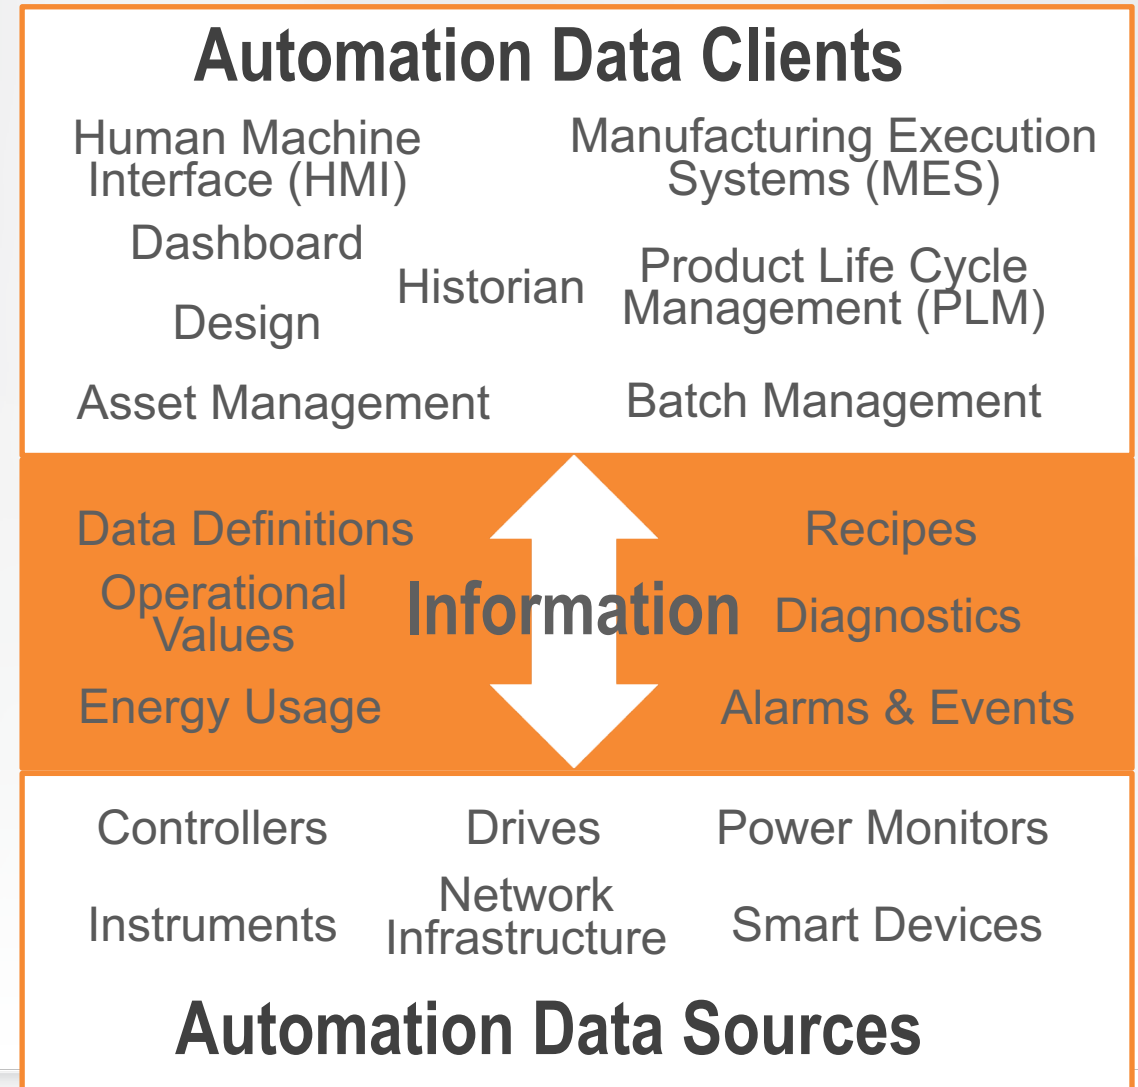 Automation Data Clients
Human Machine
Interface (HMI)
Manufacturing Execution
Systems (MES)
Dashboard
Historian
Product Life Cycle
Management (PLM)
Design
Asset Management
Batch Management
Data Definitions
Recipes
Operational
Values
Information
Diagnostics
Energy Usage
Alarms & Events
Controllers
Drives
Power Monitors
Instruments
Network
Infrastructure
Smart Devices
Automation Data Sources